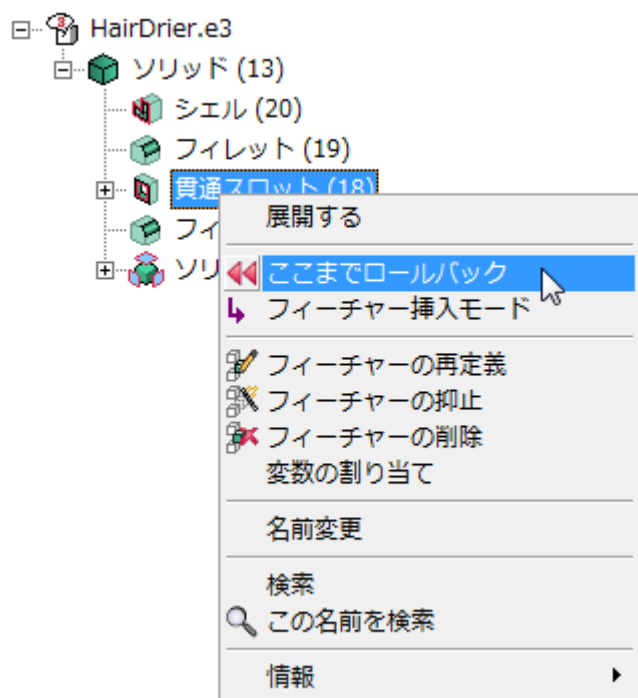 HairDrier.e3
ソリッド (13)
シェル (20)
フィレット (19)
貫通スロット (18)
フィ
ソリ
展開する
ここまでロールバック
フィーチャー挿入モード
フィーチャーの再定義
フィーチャーの抑止
フィーチャーの削除
変数の割り当て
名前変更
検索
この名前を検索
情報